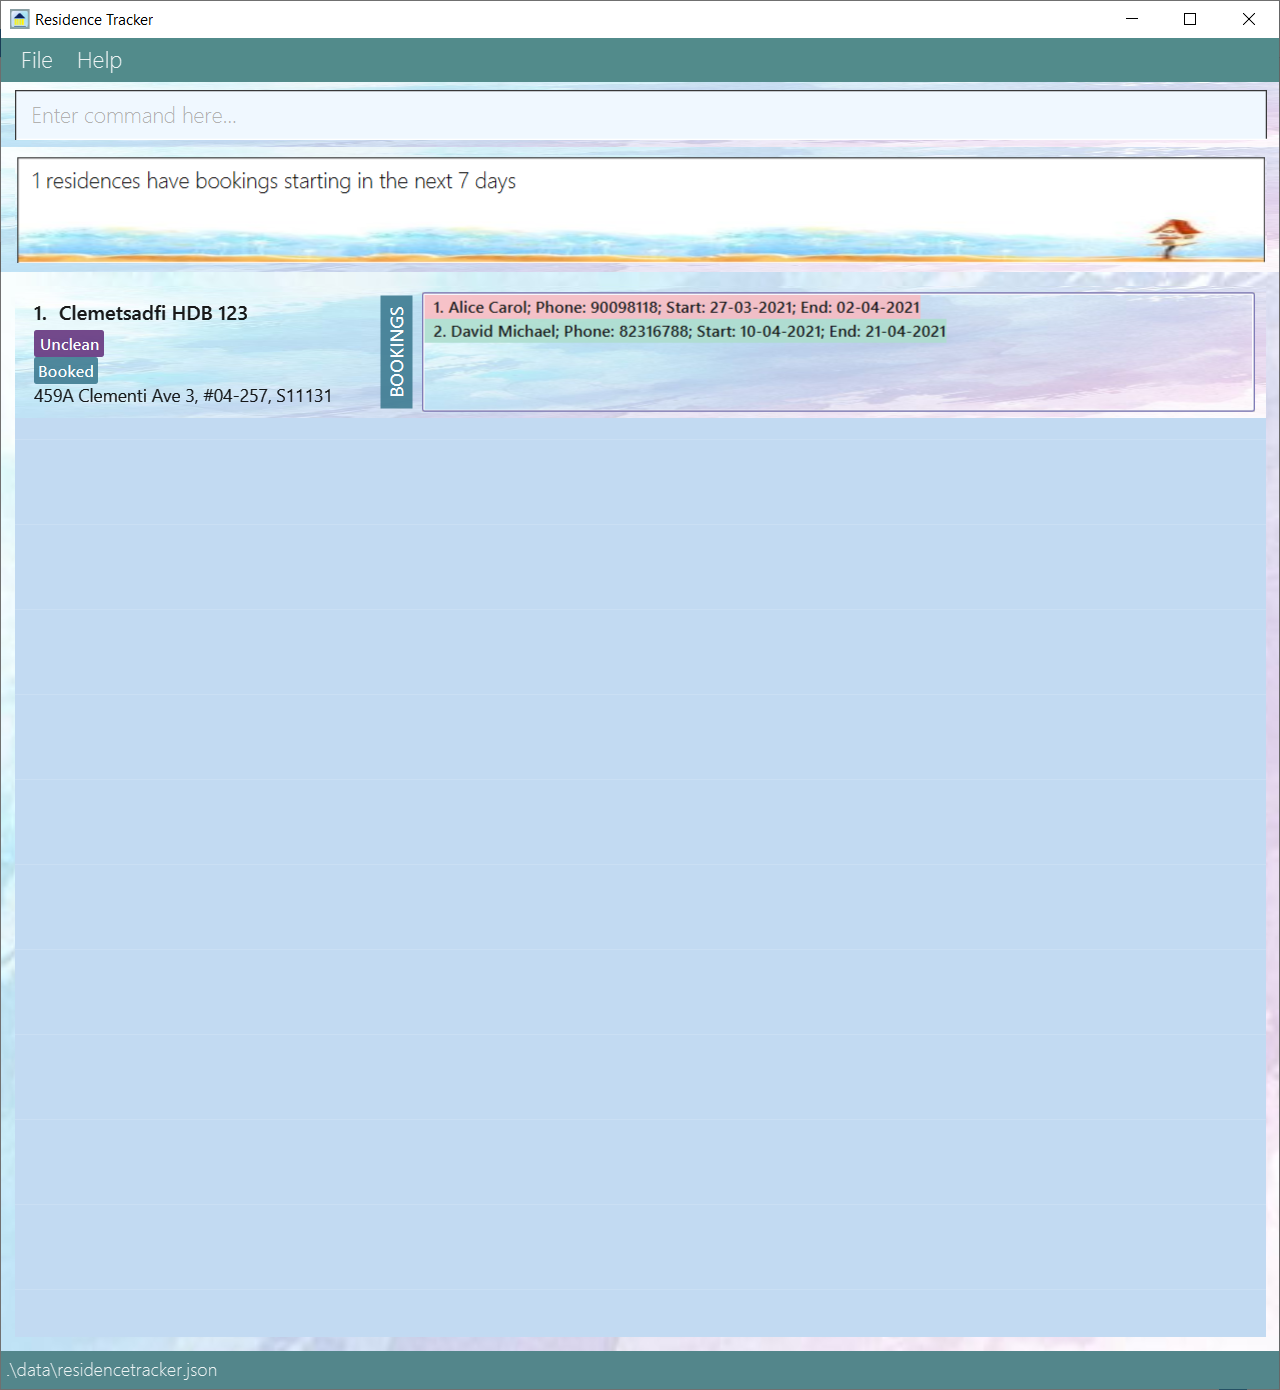 Residence Tracker
File Help
Enter command here...
1 residences have bookings starting in the next 7 days
1. Clemetsadfi HDB 123
Unclean
Booked
459A Clementi Ave 3, #04-257, S11131
BOOKINGS
1. Alice Carol; Phone: 90098118; Start: 27-03-2021; End: 02-04-2021
2. David Michael; Phone: 82316788; Start: 10-04-2021; End: 21-04-2021
.\data\residencetracker.json